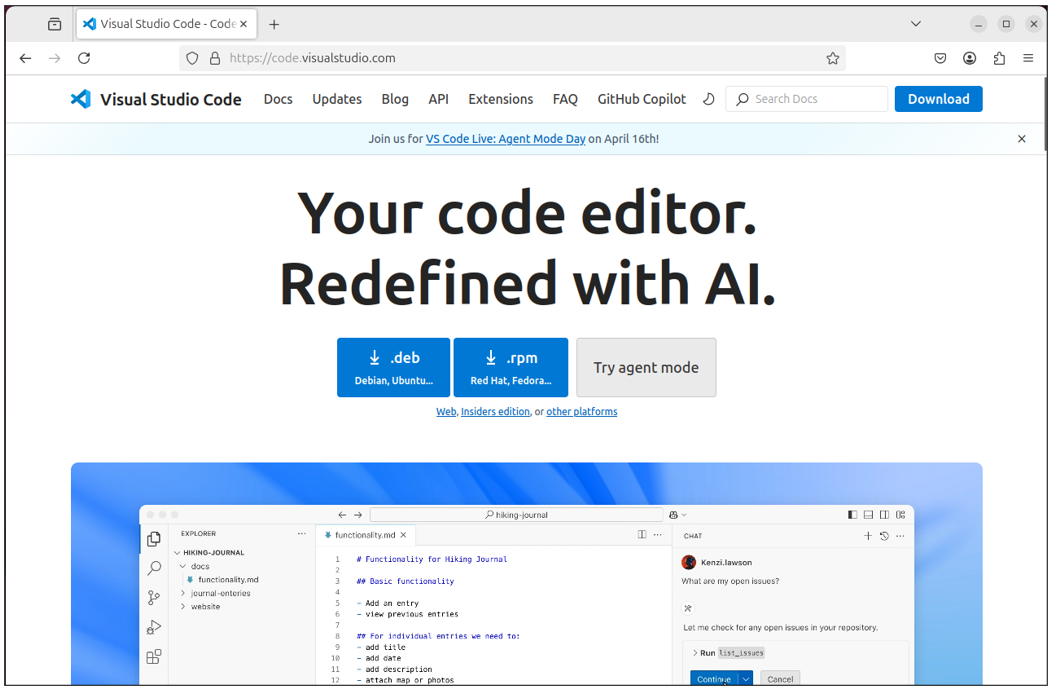 Visual Studio Code - Code
https://code.visualstudio.com
Visual Studio Code
Docs
Updates
Blog
API
Extensions
FAQ
GitHub Copilot
Search Docs
Download
Join us for VS Code Live: Agent Mode Day on April 16th!
Your code editor.
Redefined with AI.
.deb
Debian, Ubuntu...
.rpm
Red Hat, Fedora...
Try agent mode
Web, Insiders edition, or other platforms
hiking-journal
EXPLORER
HIKING-JOURNAL
docs
functionality.md
journal-enteries
website
functionality.md
1 # Functionality for Hiking Journal
2
3 ## Basic functionality
4
5 - Add an entry
6 - view previous entries
7
8 ## For individual entries we need to:
9 - add title
10 - add date
11 - add description
12 - attach map or photos
CHAT
Kenzi.lawson
What are my open issues?
Let me check for any open issues in your repository.
Run list_issues
Continue
Cancel